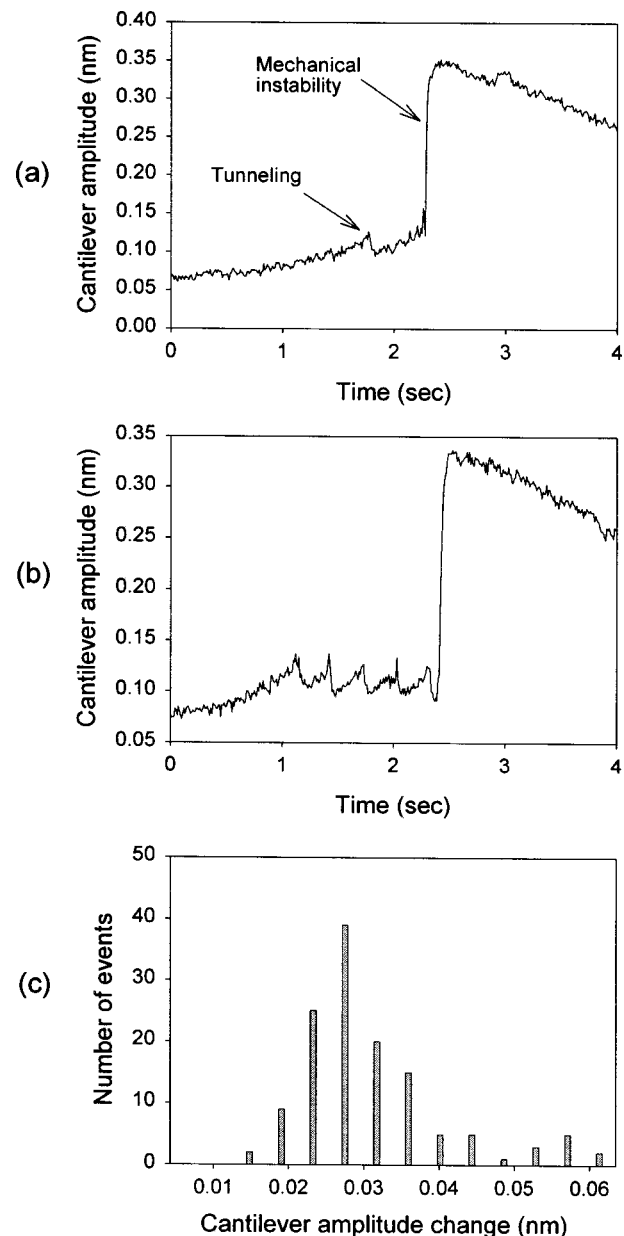 (a)
Cantilever amplitude (nm)
0.40
0.35
0.30
0.25
0.20
0.15
0.10
0.05
0.00
Mechanical
instability
Tunneling
0 1 2 3 4
Time (sec)
(b)
Cantilever amplitude (nm)
0.35
0.30
0.25
0.20
0.15
0.10
0.05
0 1 2 3 4
Time (sec)
(c)
Number of events
50
40
30
20
10
0
0.01 0.02 0.03 0.04 0.05 0.06
Cantilever amplitude change (nm)